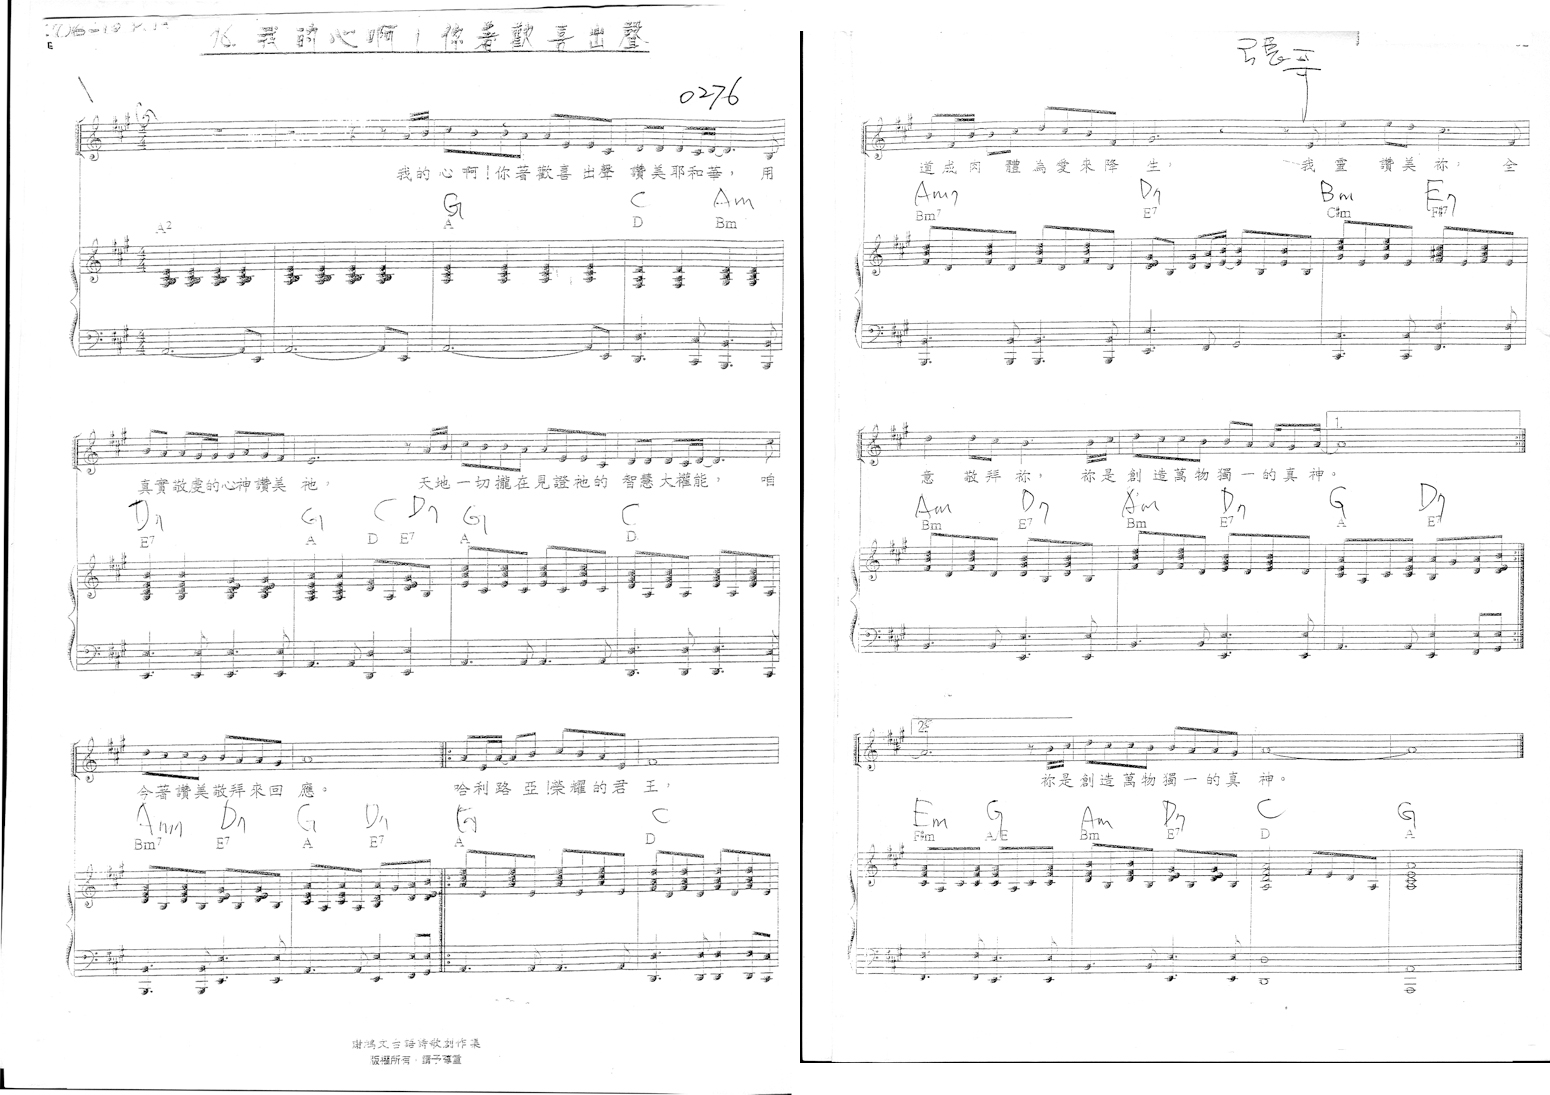 16. 我的心啊!你著歡喜出聲
0276
我的心啊!你著歡喜出聲 讚美耶和華，用
G C Am
A2 A D Bm
真實敬虔的心神讚美 祂， 天地一切攏在見證祂的 智慧大權能， 咱
D7 G C D7 G C
E7 A D E7 A D
今著讚美敬拜來回 應。 哈利路 亞!榮耀的君 王，
Am7 D7 G D7 G C
Bm7 E7 A E7 A D
謝鴻文台語詩歌創作集
版權所有，請予尊重
道成肉 體為愛來降 生， 我靈 讚美祢， 全
Am7 D7 Bm E7
Bm7 E7 C#m F#7
1.
意 敬拜 祢， 祢是創造萬物獨一的真神。
Am D7 Am D7 G D7
Bm E7 Bm E7 A E7
2.
祢是創造萬物獨一的真 神。
Em G Am D7 C G
F#m A/E Bm E7 D A